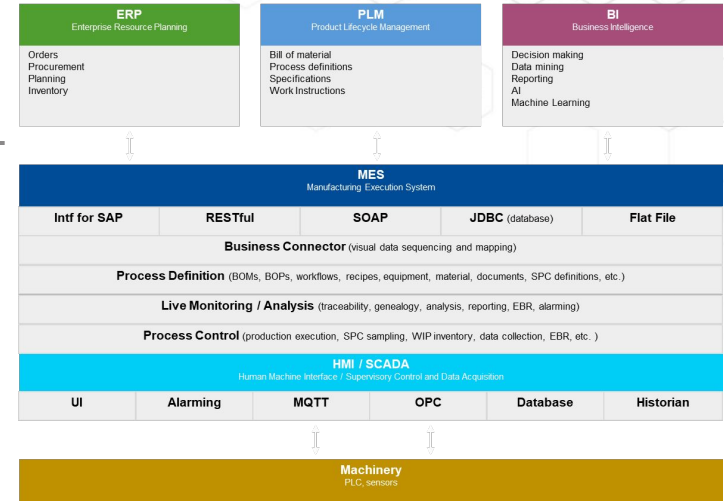 ERP
Enterprise Resource Planning
Orders
Procurement
Planning
Inventory
PLM
Product Lifecycle Management
Bill of material
Process definitions
Specifications
Work Instructions
BI
Business Intelligence
Decision making
Data mining
Reporting
AI
Machine Learning
MES
Manufacturing Execution System
Intf for SAP RESTful SOAP JDBC (database) Flat File
Business Connector (visual data sequencing and mapping)
Process Definition (BOMs, BOPs, workflows, recipes, equipment, material, documents, SPC definitions, etc.)
Live Monitoring / Analysis (traceability, genealogy, analysis, reporting, EBR, alarming)
Process Control (production execution, SPC sampling, WIP inventory, data collection, EBR, etc. )
HMI / SCADA
Human Machine Interface / Supervisory Control and Data Acquisition
UI Alarming MQTT OPC Database Historian
Machinery
PLC, sensors